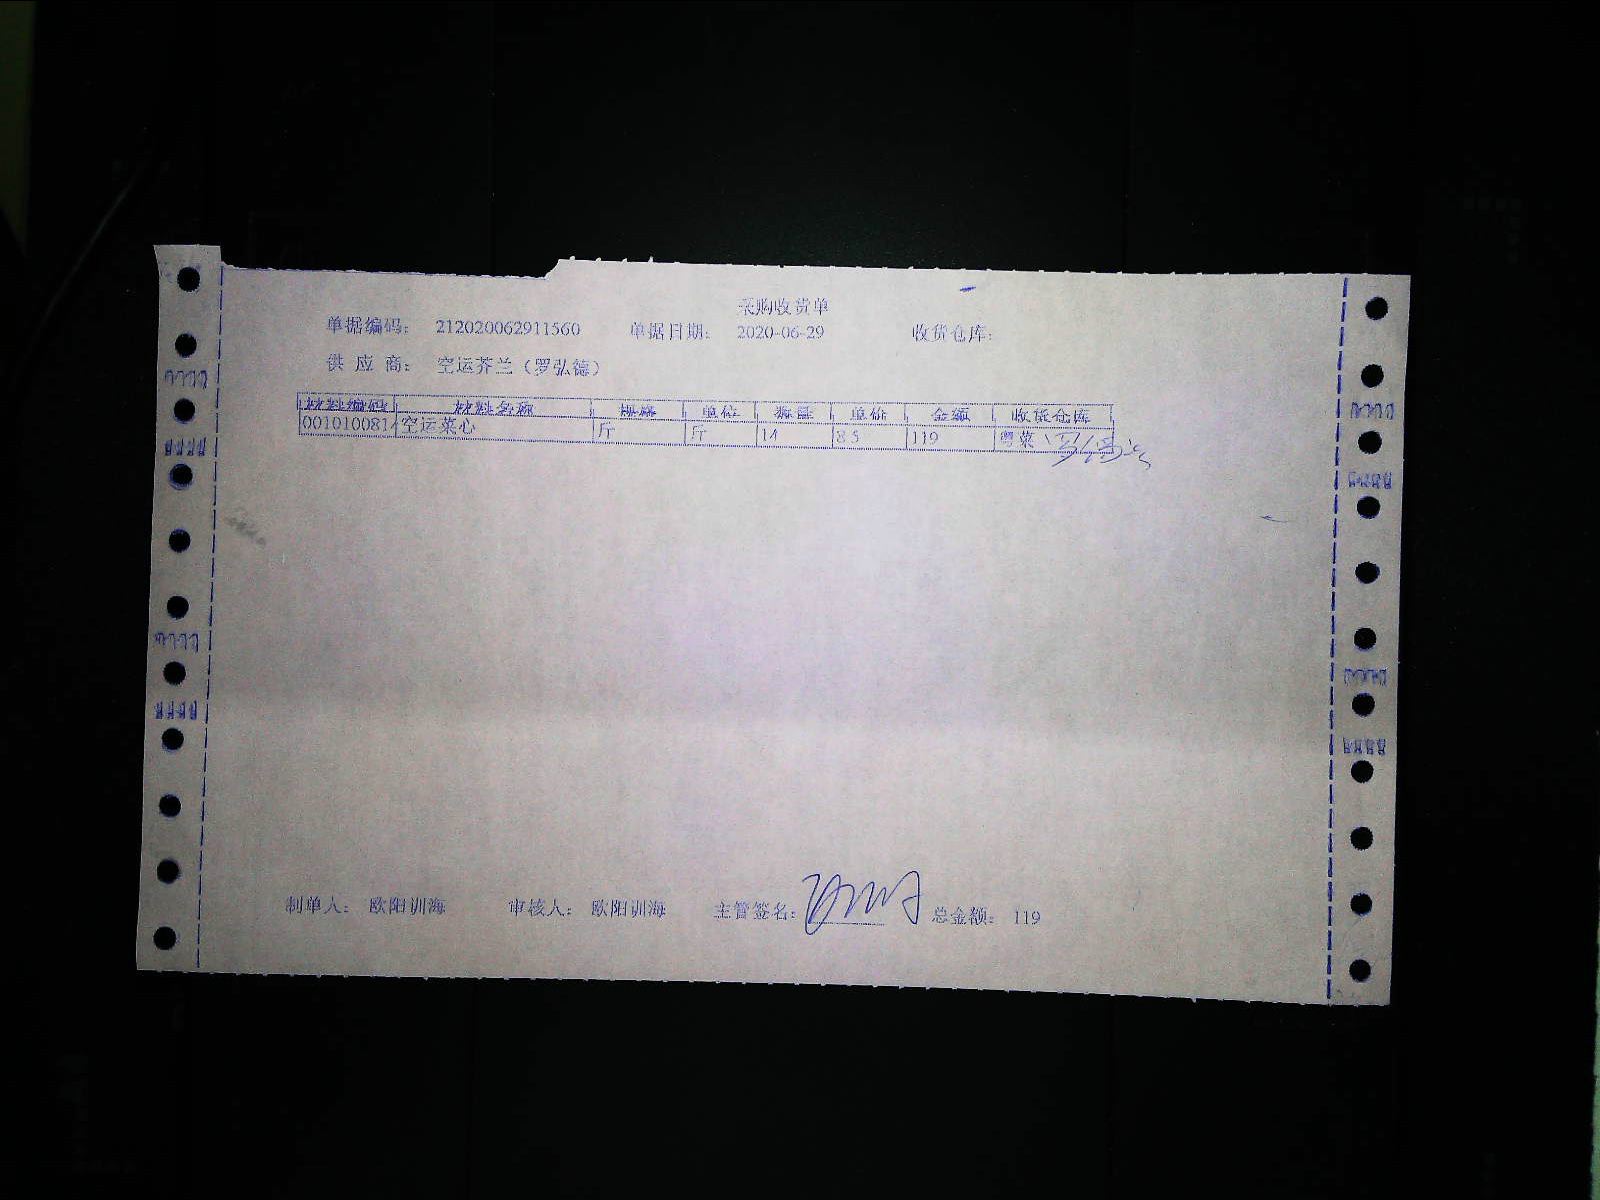 采购收货单
单据编码： 212020062911560 单据日期： 2020-06-29 收货仓库：
供 应 商： 空运芥兰（罗弘德）
材料编码 材料名称 规格 单位 数量 单价 金额 收货仓库
0010100814 空运菜心 斤 斤 14 8.5 119 粤菜
制单人： 欧阳训海 审核人： 欧阳训海 主管签名： 总金额： 119